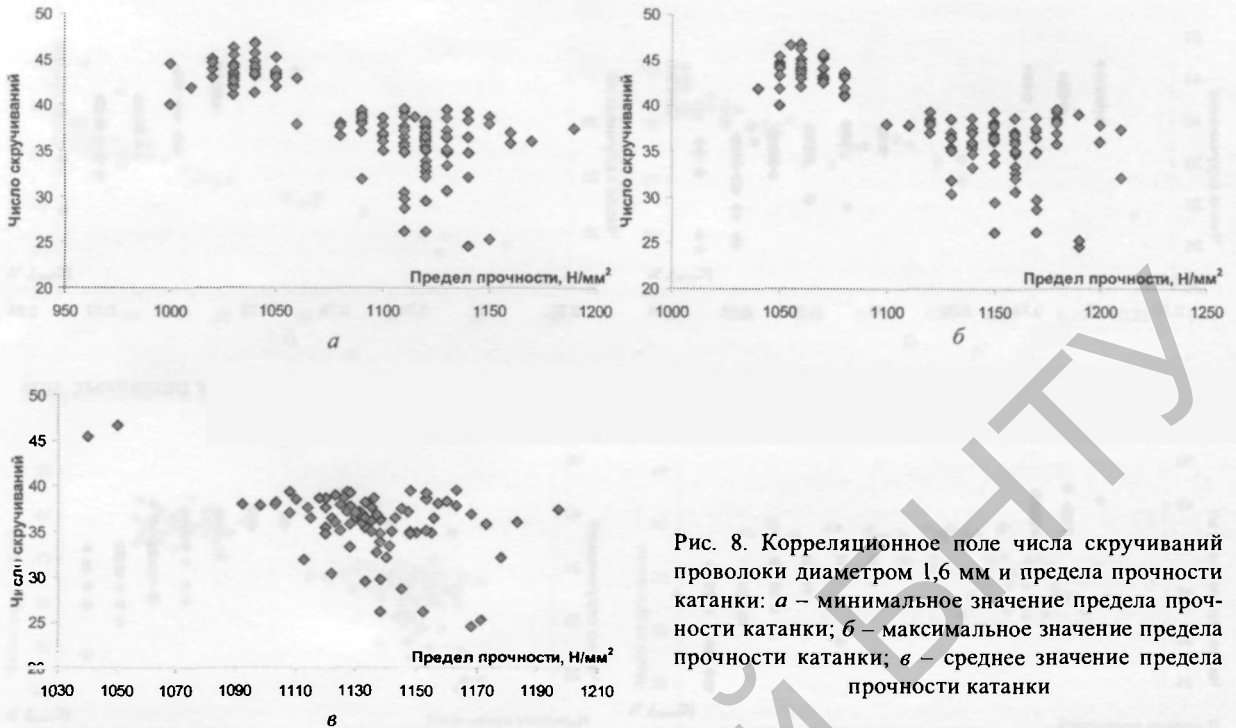 50
45
40
35
30
25
20
Число скручиваний
Предел прочности, Н/мм²
950 1000 1050 1100 1150 1200
а
50
45
40
35
30
25
20
Число скручиваний
Предел прочности, Н/мм²
1000 1050 1100 1150 1200 1250
б
50
45
40
35
30
25
Число скручиваний
Предел прочности, Н/мм²
1030 1050 1070 1090 1110 1130 1150 1170 1190 1210
в
Рис. 8. Корреляционное поле числа скручиваний
проволоки диаметром 1,6 мм и предела прочности
катанки: а – минимальное значение предела проч-
ности катанки; б – максимальное значение предела
прочности катанки; в – среднее значение предела
прочности катанки
БНТУ